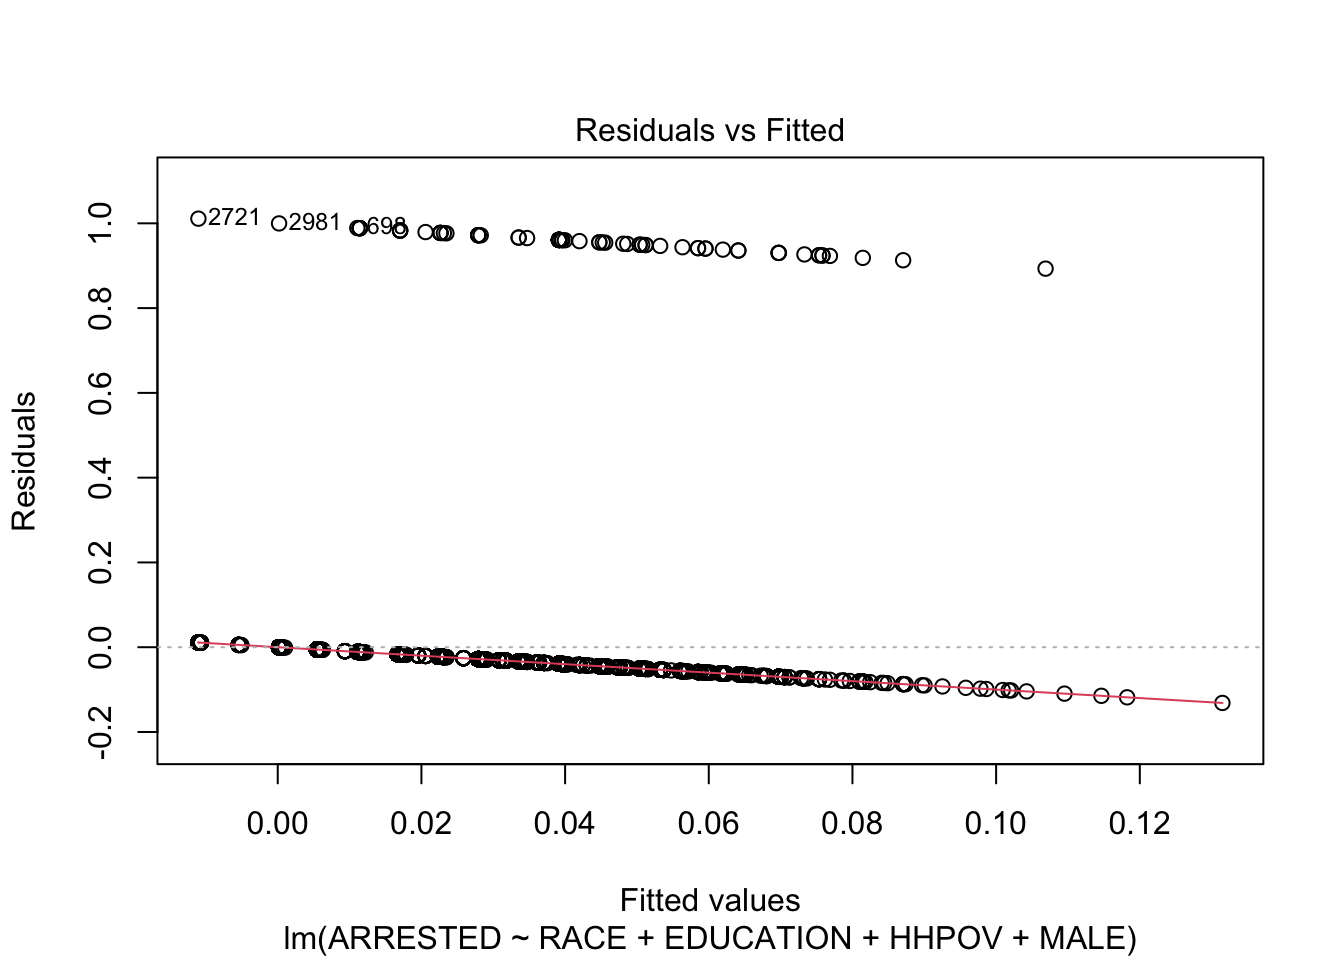 Residuals vs Fitted
2721
2981
698
Residuals
1.0
0.8
0.6
0.4
0.2
0.0
-0.2
0.00 0.02 0.04 0.06 0.08 0.10 0.12
Fitted values
lm(ARRESTED ~ RACE + EDUCATION + HHPOV + MALE)